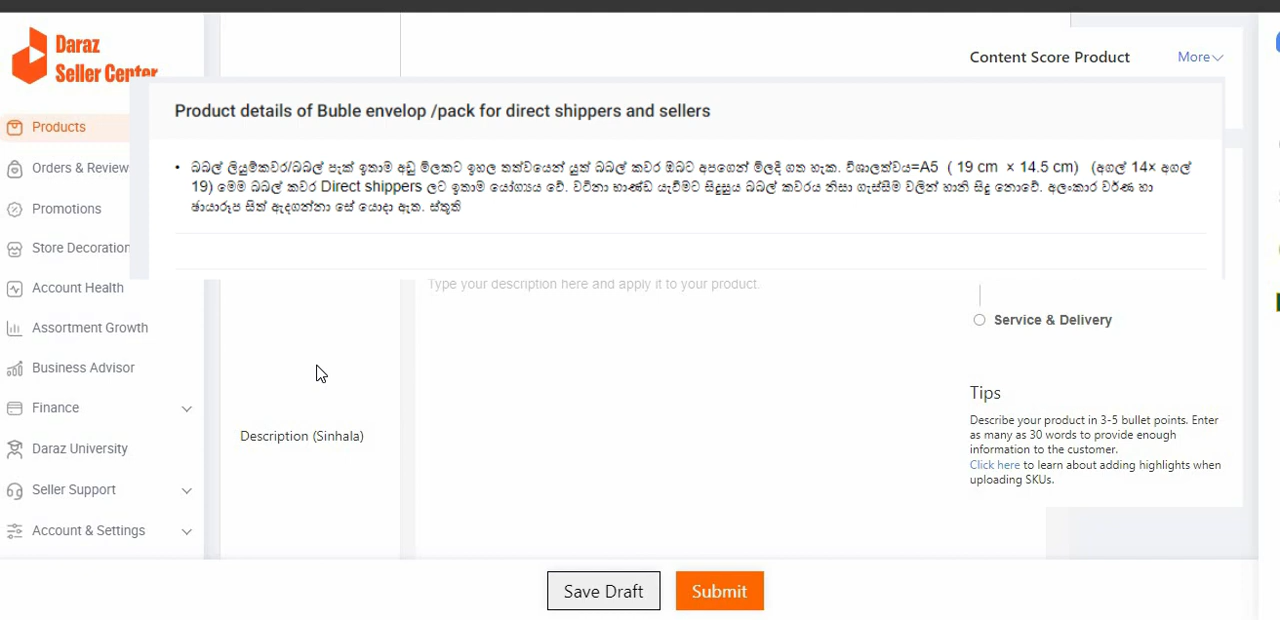 Daraz
Seller Center
Content Score Product
More
Product details of Buble envelop /pack for direct shippers and sellers
Products
• බබල් ලියුම්කවර/බබල් පැක් ඉතාම අඩු මිලකට ඉහල තත්වයෙන් යුත් බබල් කවර ඔබට අපගෙන් මිලදී ගත හැක. විශාලත්වය=A5 ( 19 cm × 14.5 cm) (අගල් 14× අගල්
19) මෙම බබල් කවර Direct shippers ලට ඉතාම යෝග්‍යය වේ. වටිනා භාණ්ඩ යැවීමට සිදුසුය බබල් කවරය නිසා ගැස්සීම වලින් හානි සිදු නොවේ. අලංකාර වර්ණ හා
ඡායාරූප සිත් ඇදගන්නා සේ යොදා ඇත. ස්තුති
Orders & Review
Promotions
Store Decoration
Account Health
Type your description here and apply it to your product.
Service & Delivery
Assortment Growth
Business Advisor
Tips
Finance
Describe your product in 3-5 bullet points. Enter
as many as 30 words to provide enough
information to the customer.
Click here to learn about adding highlights when
uploading SKUs.
Description (Sinhala)
Daraz University
Seller Support
Account & Settings
Save Draft
Submit